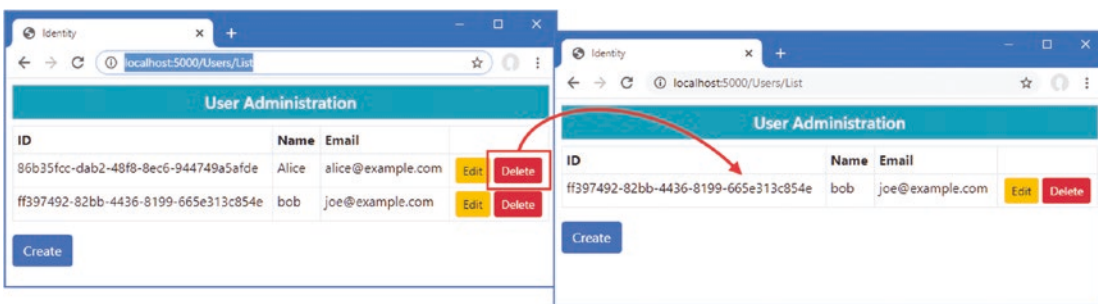 Identity
localhost:5000/Users/List
User Administration
ID Name Email
86b35fcc-dab2-48f8-8ec6-944749a5afde Alice alice@example.com Edit Delete
ff397492-82bb-4436-8199-665e313c854e bob joe@example.com Edit Delete
Create
Identity
localhost:5000/Users/List
User Administration
ID Name Email
ff397492-82bb-4436-8199-665e313c854e bob joe@example.com Edit Delete
Create